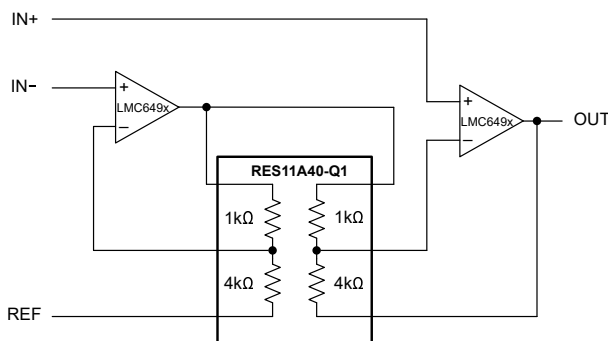 IN+
IN−
+
LMC649x
−
+
LMC649x
−
OUT
RES11A40-Q1
1kΩ
1kΩ
4kΩ
4kΩ
REF